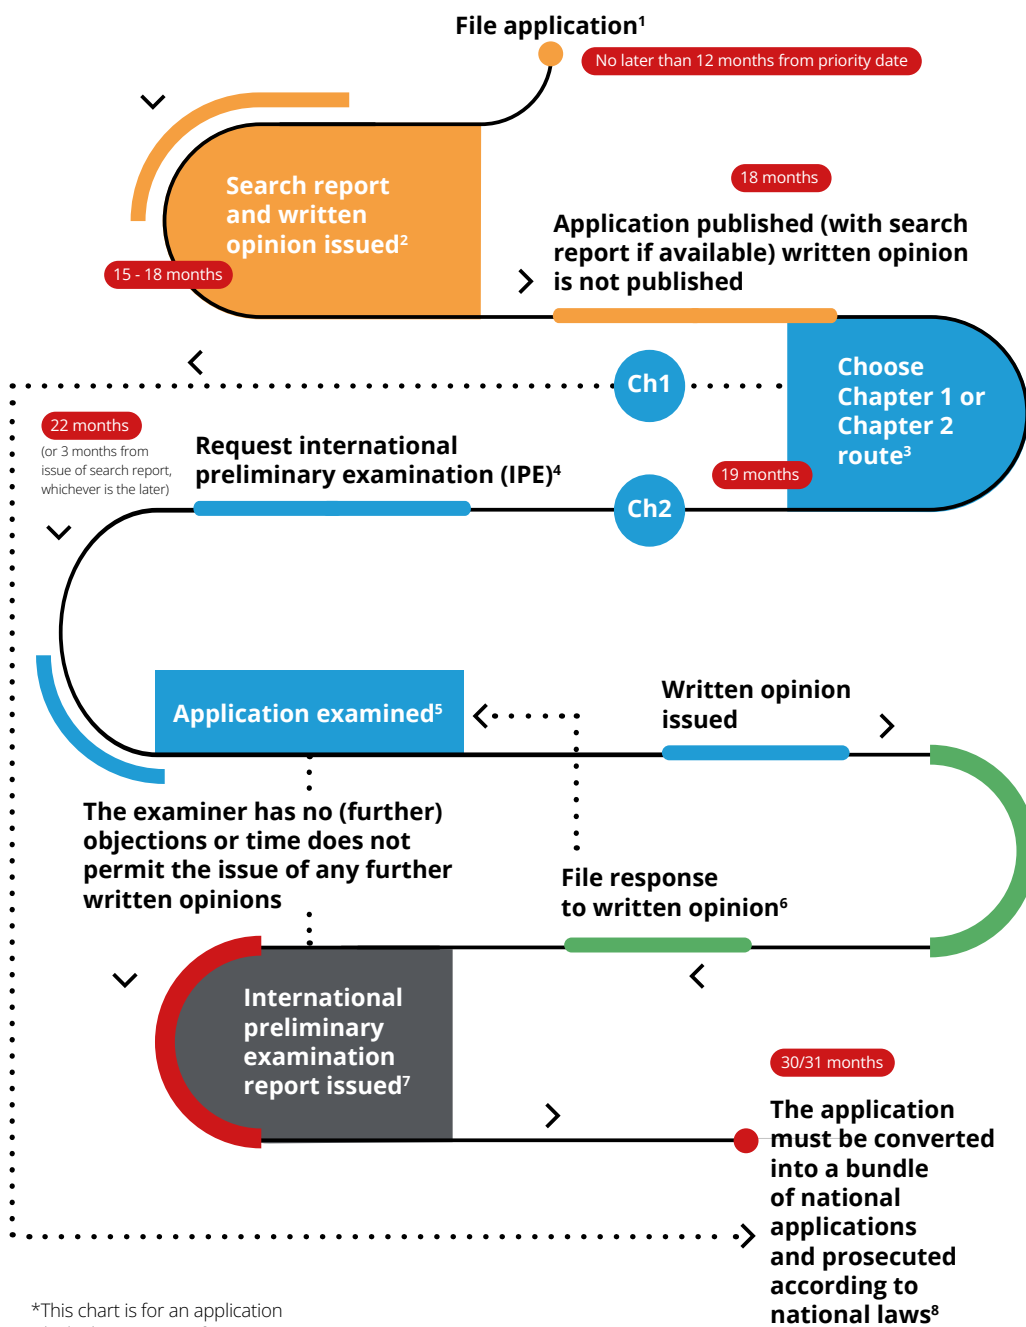 File application¹
No later than 12 months from priority date
Search report
and written
opinion issued²
15 - 18 months
18 months
Application published (with search
report if available) written opinion
is not published
Choose
Chapter 1 or
Chapter 2
route³
Ch1
19 months
Ch2
22 months
(or 3 months from
issue of search report,
whichever is the later)
Request international
preliminary examination (IPE)⁴
Application examined⁵
Written opinion
issued
The examiner has no (further)
objections or time does not
permit the issue of any further
written opinions
File response
to written opinion⁶
International
preliminary
examination
report issued⁷
30/31 months
The application
must be converted
into a bundle
of national
applications
and prosecuted
according to
national laws⁸
*This chart is for an application